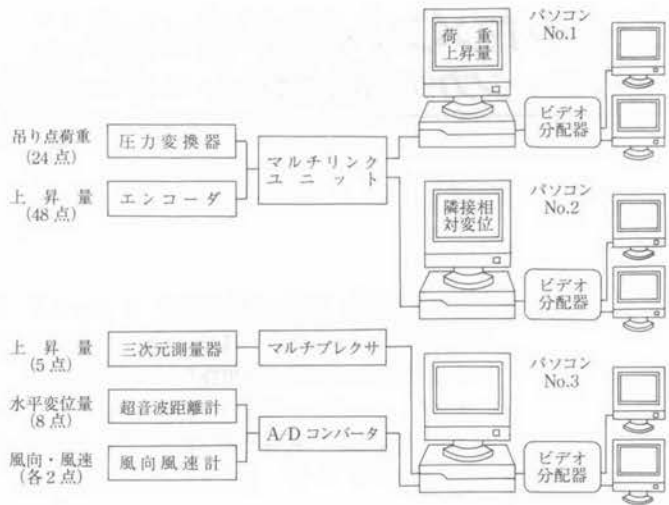 荷重
上昇量
パソコン
No.1
ビデオ
分配器
吊り点荷重
(24点)
圧力変換器
上昇量
(48点)
エンコーダ
マルチリンク
ユニット
隣接相
対変位
パソコン
No.2
ビデオ
分配器
上昇量
(5点)
三次元測量器
マルチプレクサ
水平変位量
(8点)
超音波距離計
A/Dコンバータ
風向・風速
(各2点)
風向風速計
パソコン
No.3
ビデオ
分配器